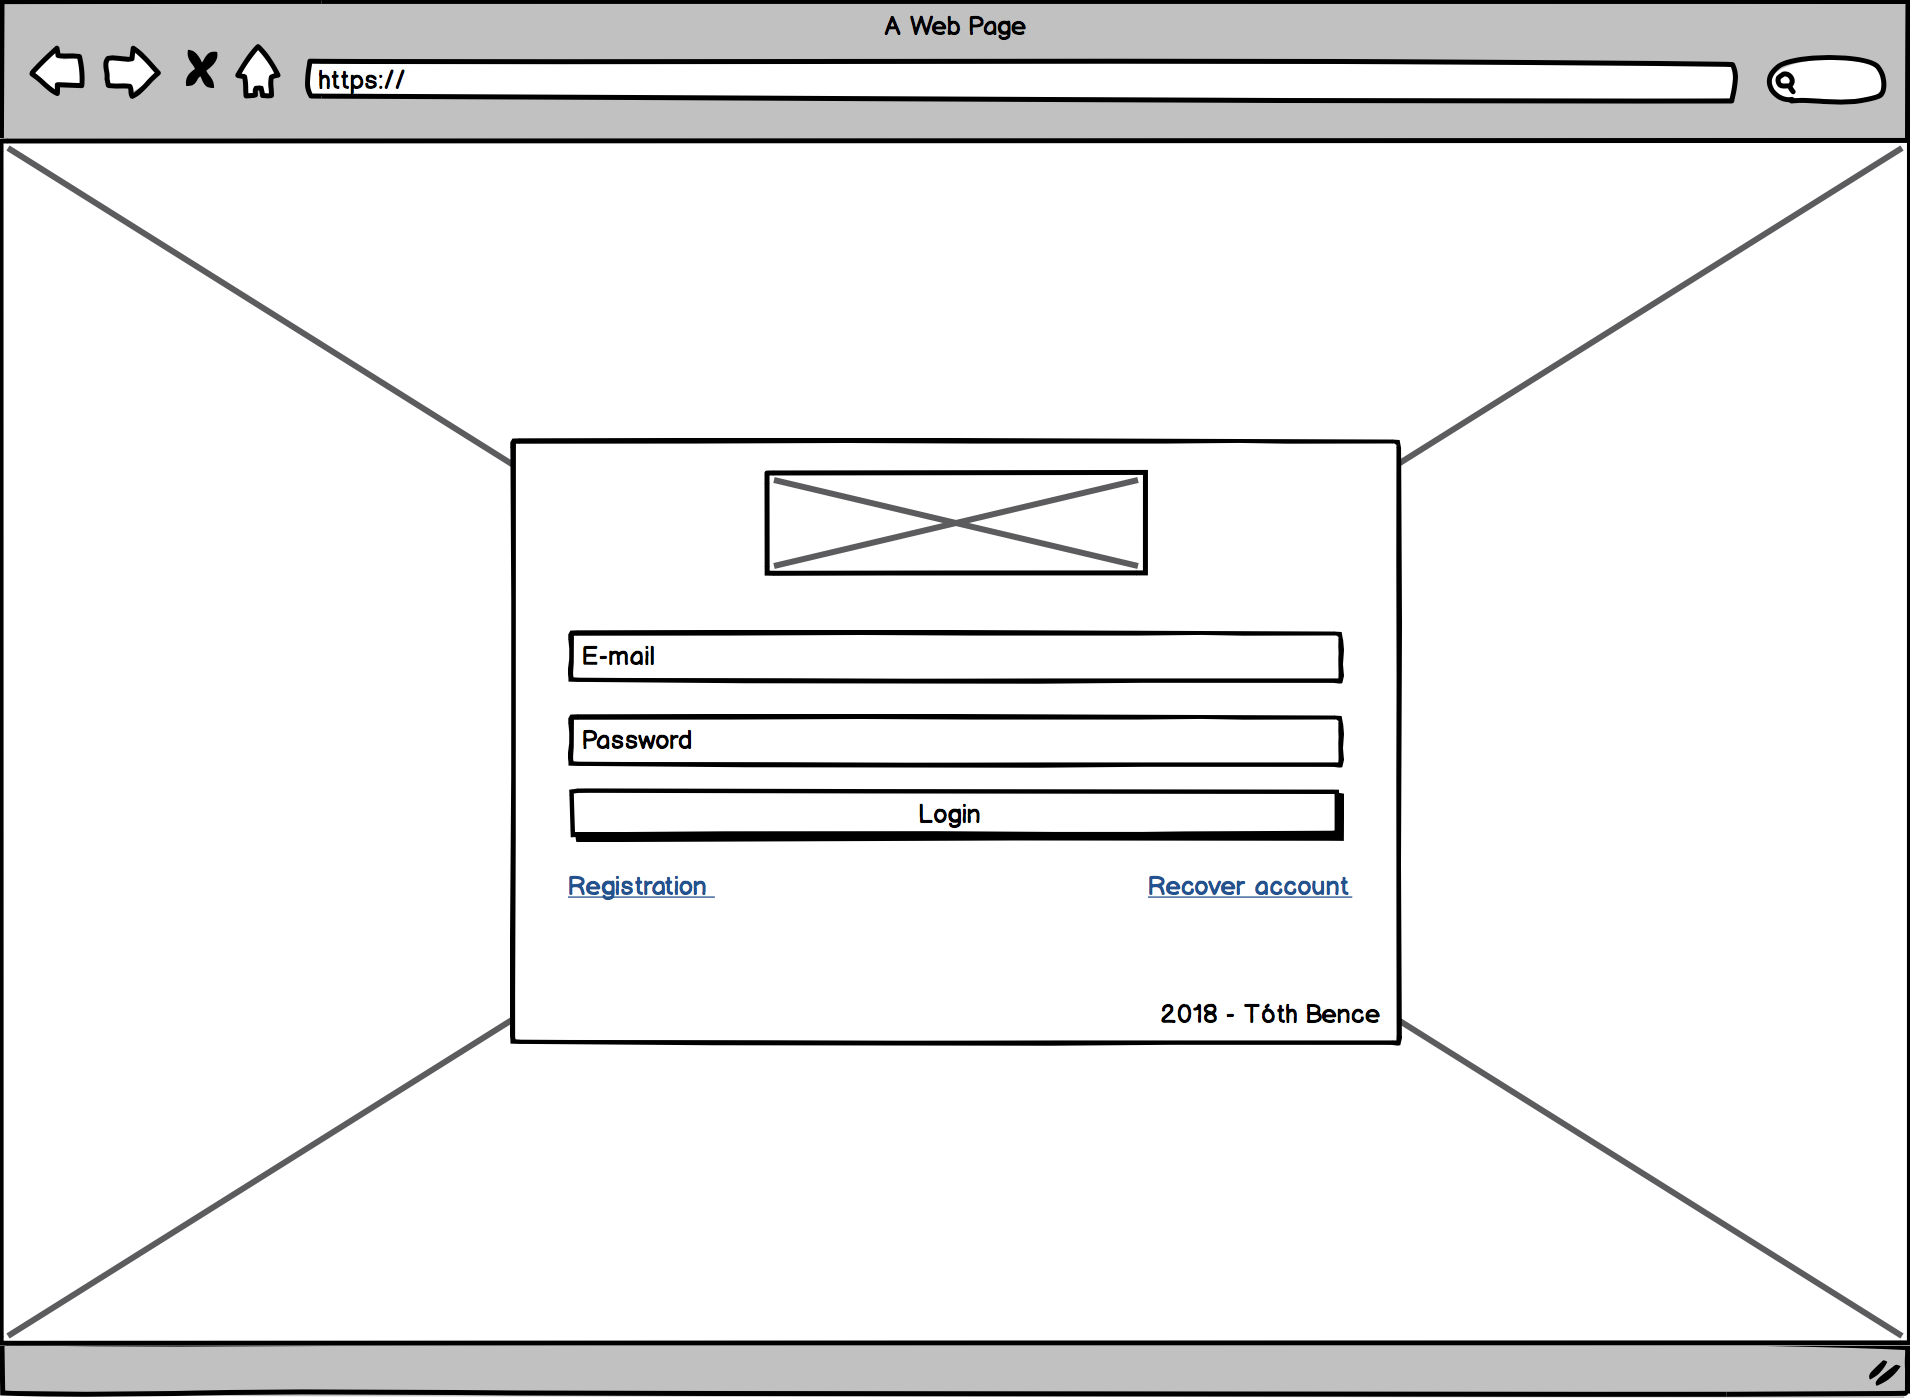 A Web Page
https://
E-mail
Password
Login
Registration
Recover account
2018 - Tóth Bence